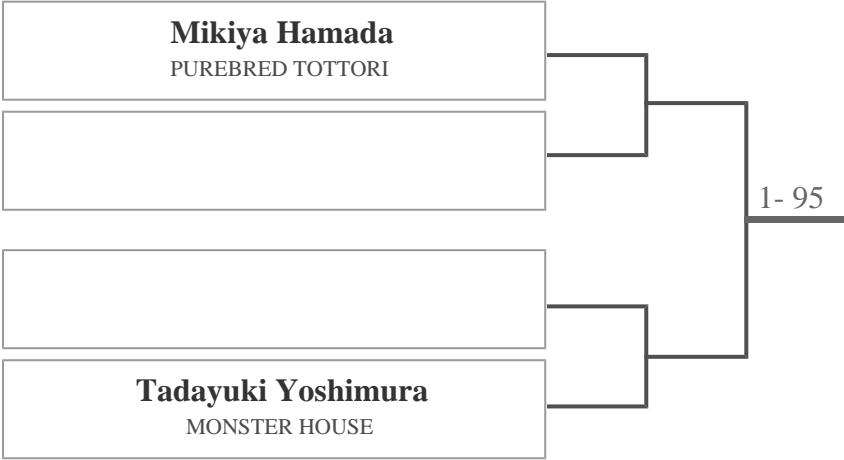 Mikiya Hamada
PUREBRED TOTTORI
1- 95
Tadayuki Yoshimura
MONSTER HOUSE